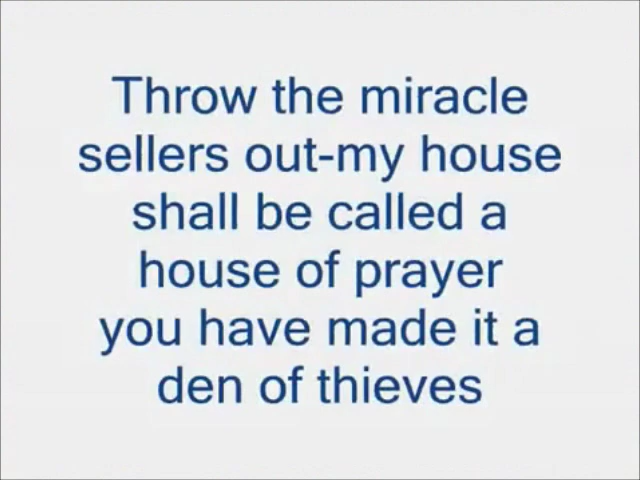 Throw the miracle
sellers out-my house
shall be called a
house of prayer
you have made it a
den of thieves